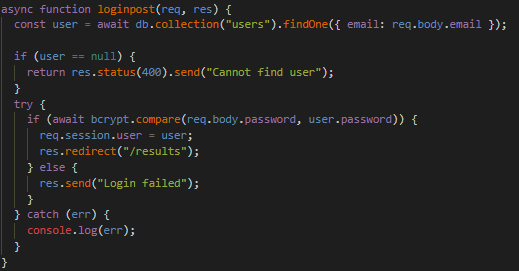 async function loginpost(req, res) {
  const user = await db.collection("users").findOne({ email: req.body.email });
  if (user == null) {
    return res.status(400).send("Cannot find user");
  }
  try {
    if (await bcrypt.compare(req.body.password, user.password)) {
      req.session.user = user;
      res.redirect("/results");
    } else {
      res.send("Login failed");
    }
  } catch (err) {
    console.log(err);
  }
}